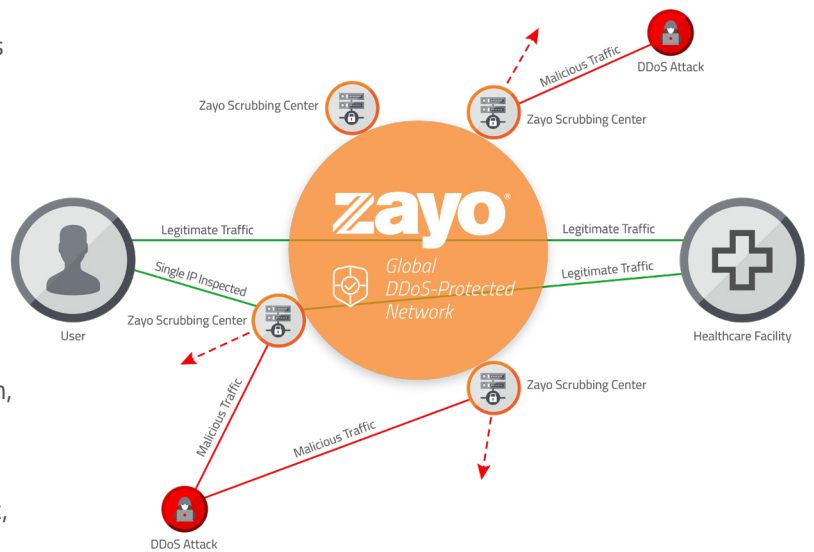 s
Malicious Traffic
DDoS Attack
Zayo Scrubbing Center
Zayo Scrubbing Center
zayo®
Legitimate Traffic
Legitimate Traffic
Global
DDoS-Protected
Network
Single IP Inspected
Legitimate Traffic
Zayo Scrubbing Center
User
Healthcare Facility
Zayo Scrubbing Center
n,
Malicious Traffic
Malicious Traffic
,
DDoS Attack